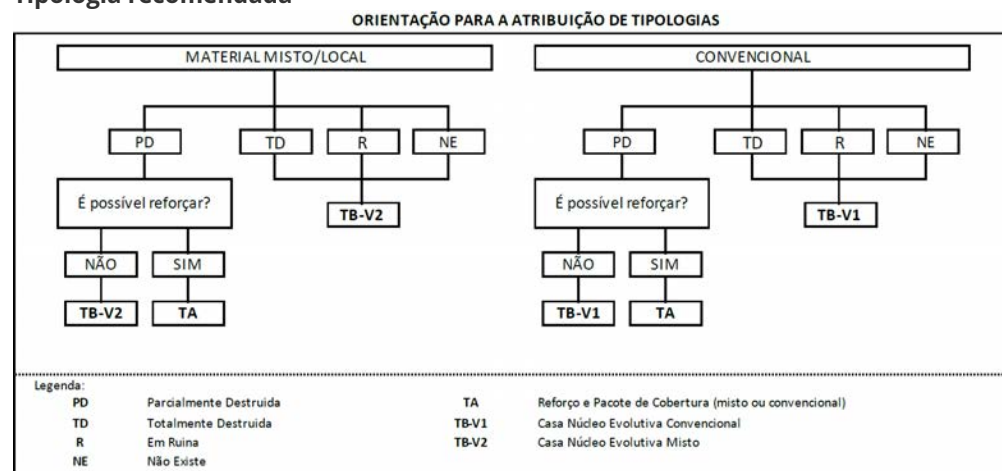 Tipologia recomendada
ORIENTAÇÃO PARA A ATRIBUIÇÃO DE TIPOLOGIAS
MATERIAL MISTO/LOCAL
CONVENCIONAL
PD TD R NE
PD TD R NE
É possível reforçar?
TB-V2
É possível reforçar?
TB-V1
NÃO SIM
NÃO SIM
TB-V2 TA
TB-V1 TA
Legenda:
PD Parcialmente Destruida
TD Totalmente Destruida
R Em Ruina
NE Não Existe
TA Reforço e Pacote de Cobertura (misto ou convencional)
TB-V1 Casa Núcleo Evolutiva Convencional
TB-V2 Casa Núcleo Evolutiva Misto